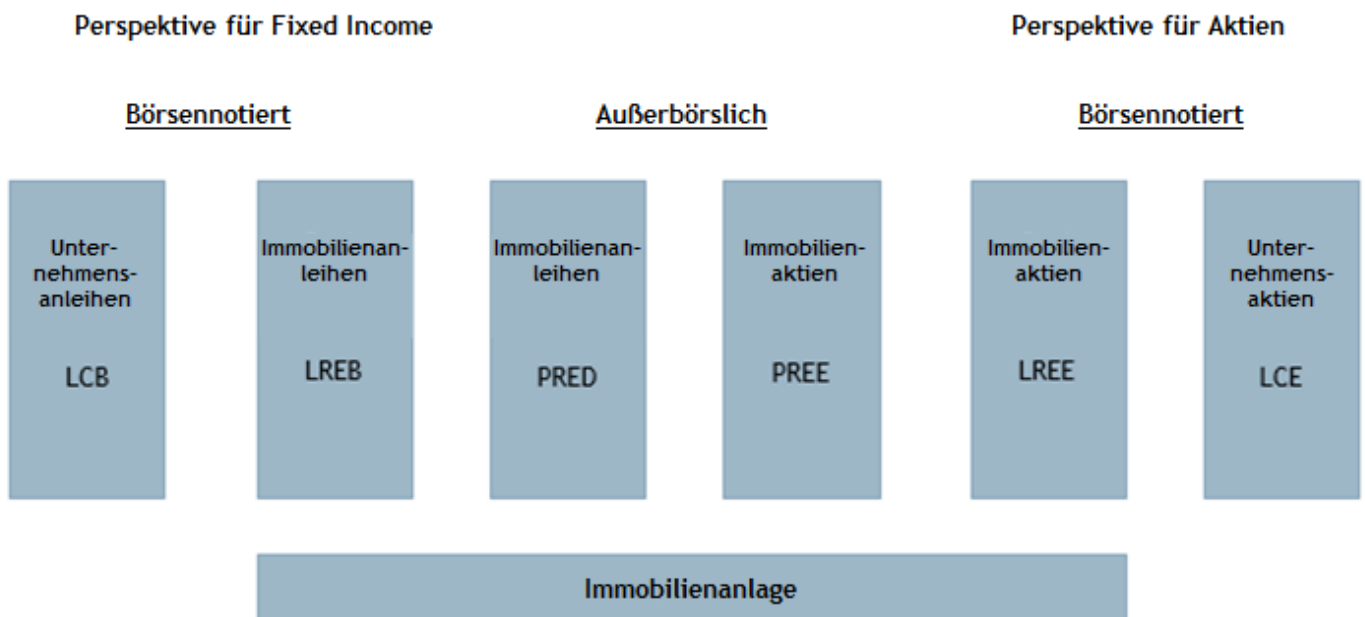 Perspektive für Fixed Income
Perspektive für Aktien
Börsennotiert
Außerbörslich
Börsennotiert
Unter-
nehmens-
anleihen
LCB
Immobilienan-
leihen
LREB
Immobilienan-
leihen
PRED
Immobilien-
aktien
PREE
Immobilien-
aktien
LREE
Unter-
nehmens-
aktien
LCE
Immobilienanlage